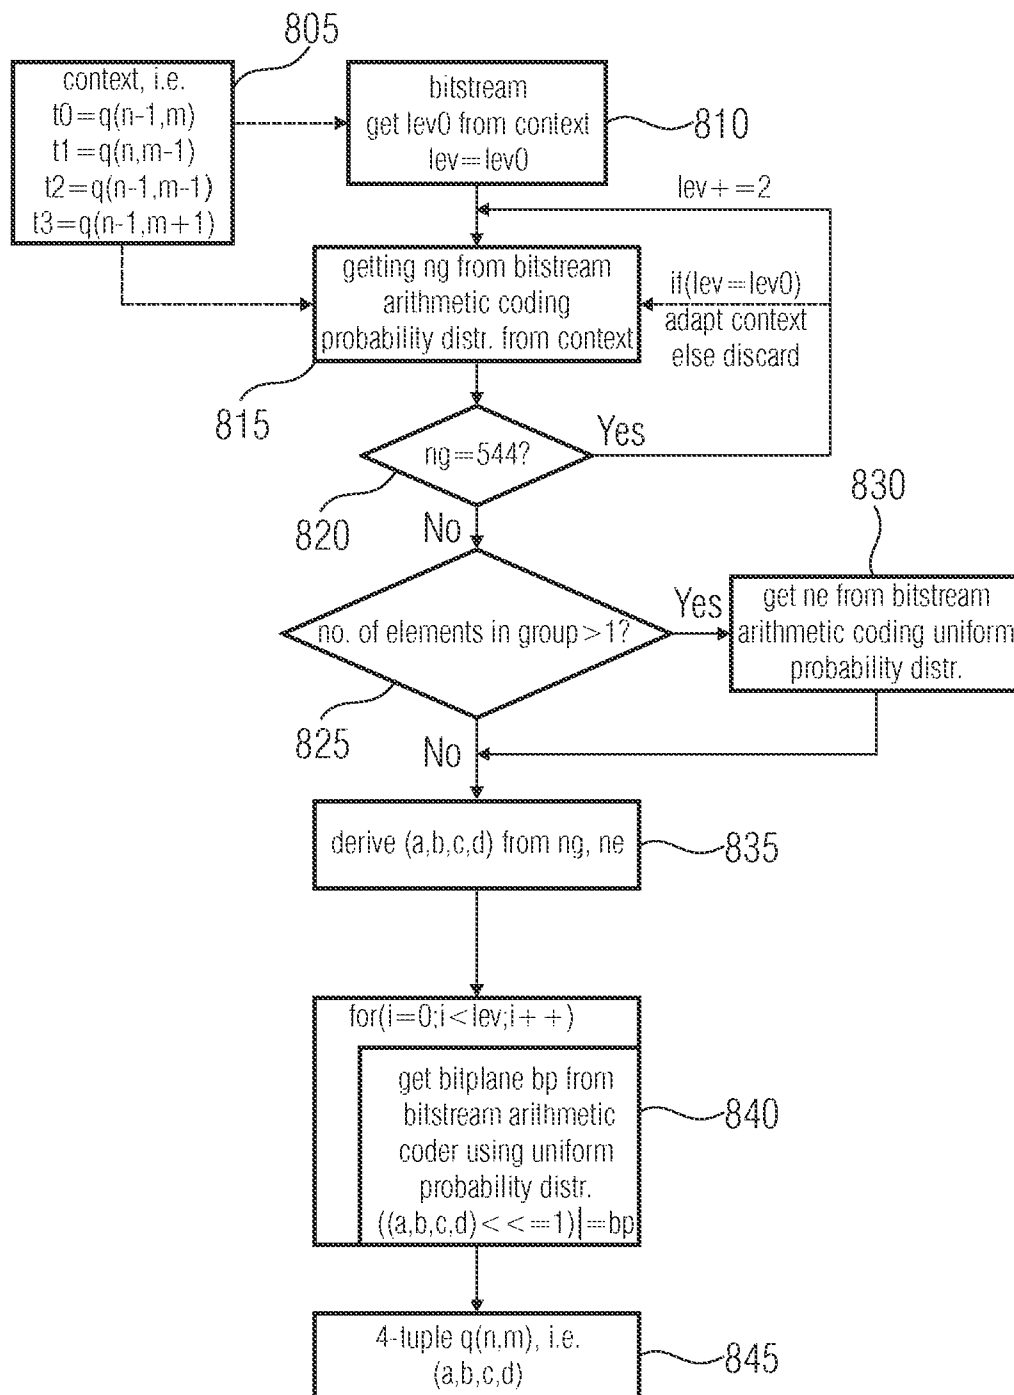 805
context, i.e.
t0=q(n-1,m)
t1=q(n,m-1)
t2=q(n-1,m-1)
t3=q(n-1,m+1)
bitstream
get lev0 from context
lev=lev0
810
lev+=2
getting ng from bitstream
arithmetic coding
probability distr. from context
815
if(lev=lev0)
adapt context
else discard
ng=544?
Yes
820
No
830
no. of elements in group>1?
Yes
get ne from bitstream
arithmetic coding uniform
probability distr.
825
No
derive (a,b,c,d) from ng, ne
835
for(i=0;i<lev;i++)
get bitplane bp from
bitstream arithmetic
coder using uniform
probability distr.
((a,b,c,d)<<=1)|=bp
840
4-tuple q(n,m), i.e.
(a,b,c,d)
845